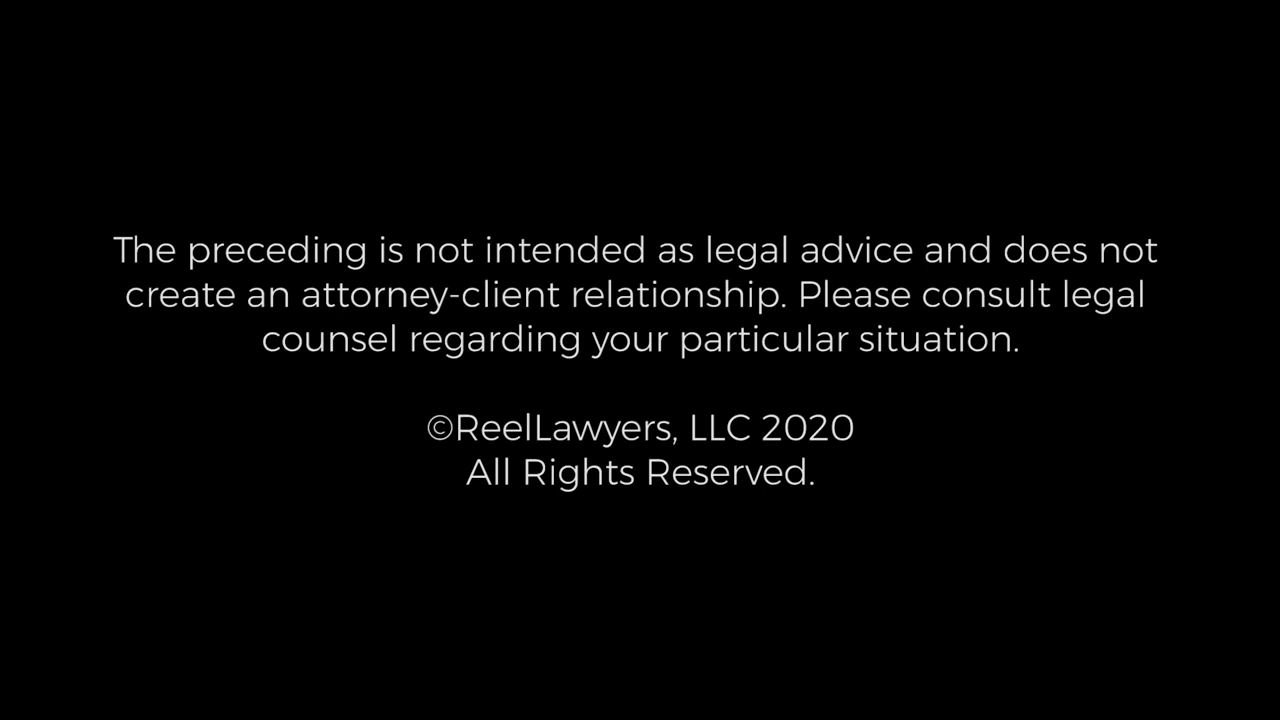 The preceding is not intended as legal advice and does not
create an attorney-client relationship. Please consult legal
counsel regarding your particular situation.
©ReelLawyers, LLC 2020
All Rights Reserved.